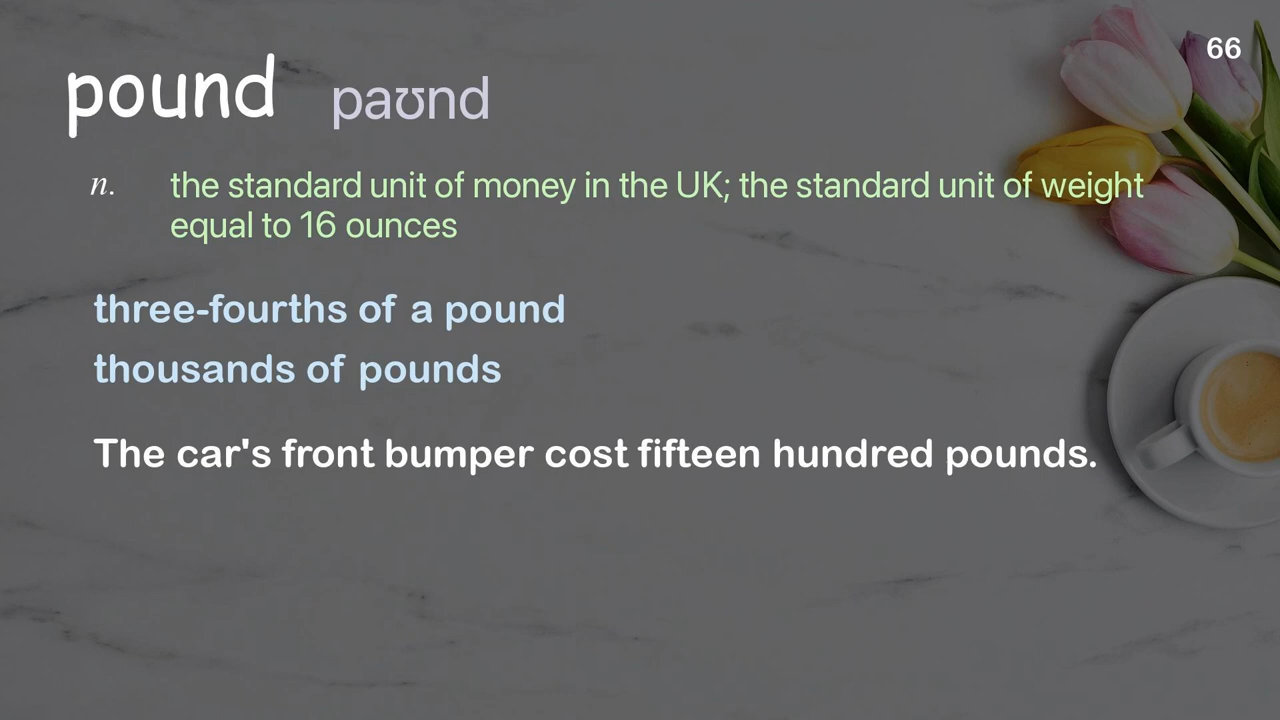 66
pound paʊnd
n. the standard unit of money in the UK; the standard unit of weight
equal to 16 ounces
three-fourths of a pound
thousands of pounds
The car's front bumper cost fifteen hundred pounds.